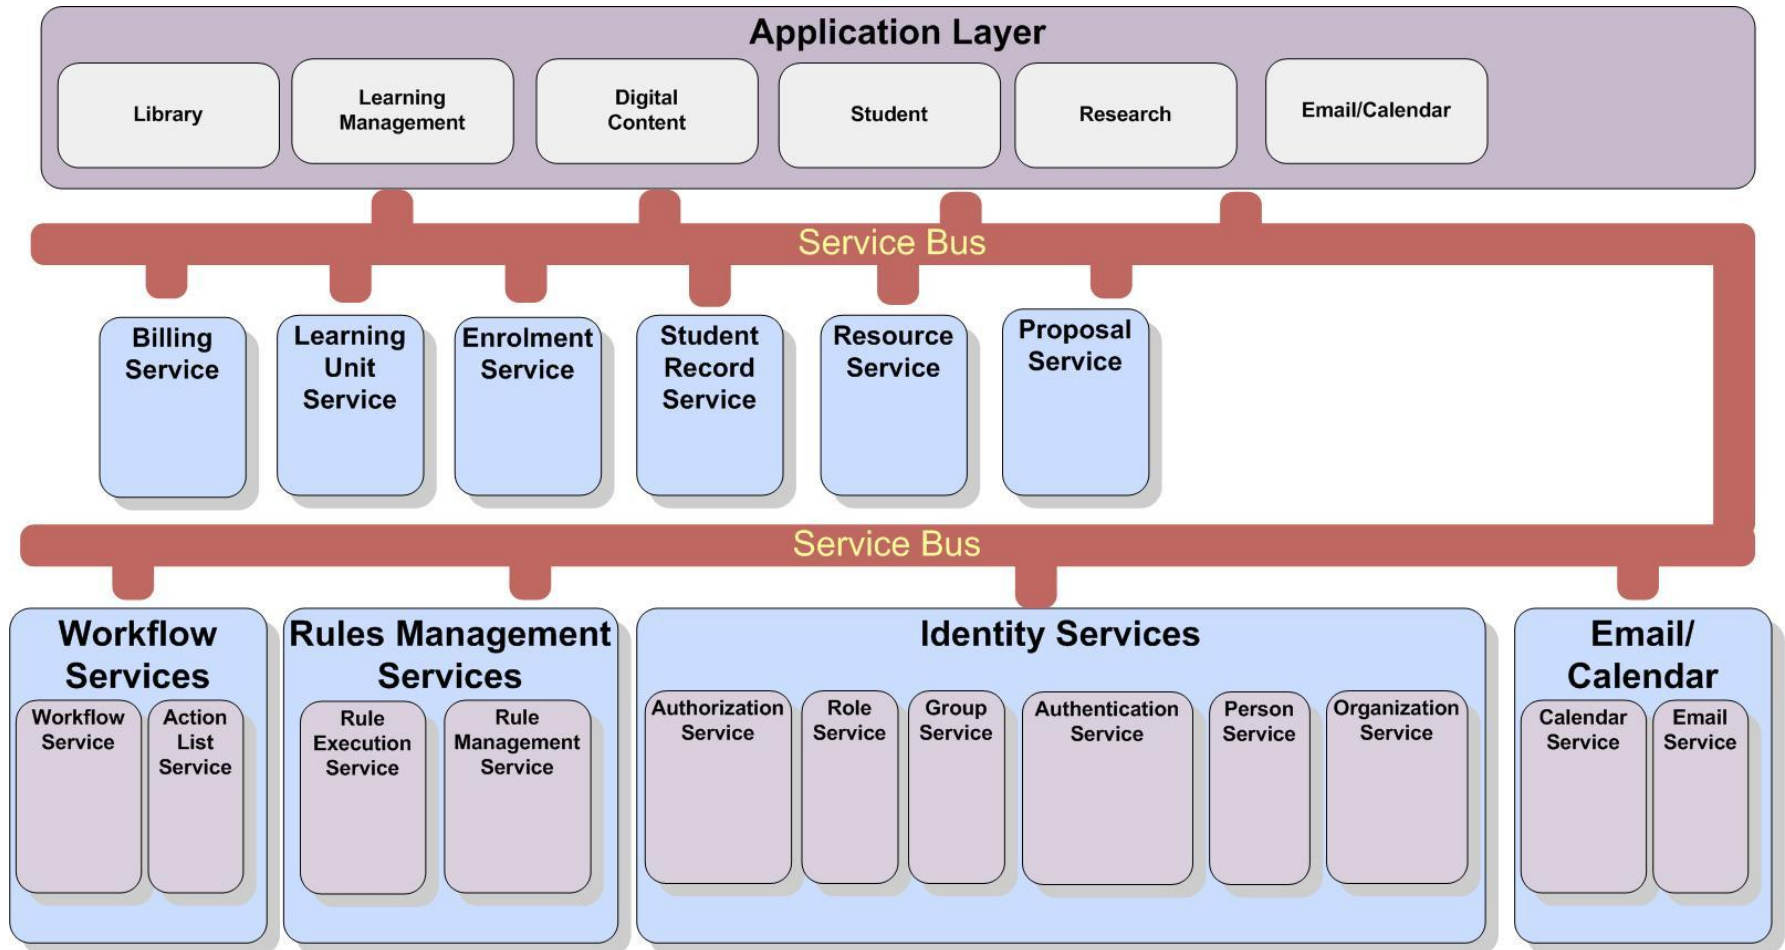 Application Layer
Library
Learning
Management
Digital
Content
Student
Research
Email/Calendar
Service Bus
Billing
Service
Learning
Unit
Service
Enrolment
Service
Student
Record
Service
Resource
Service
Proposal
Service
Service Bus
Workflow
Services
Workflow
Service
Action
List
Service
Rules Management
Services
Rule
Execution
Service
Rule
Management
Service
Identity Services
Authorization
Service
Role
Service
Group
Service
Authentication
Service
Person
Service
Organization
Service
Email/
Calendar
Calendar
Service
Email
Service